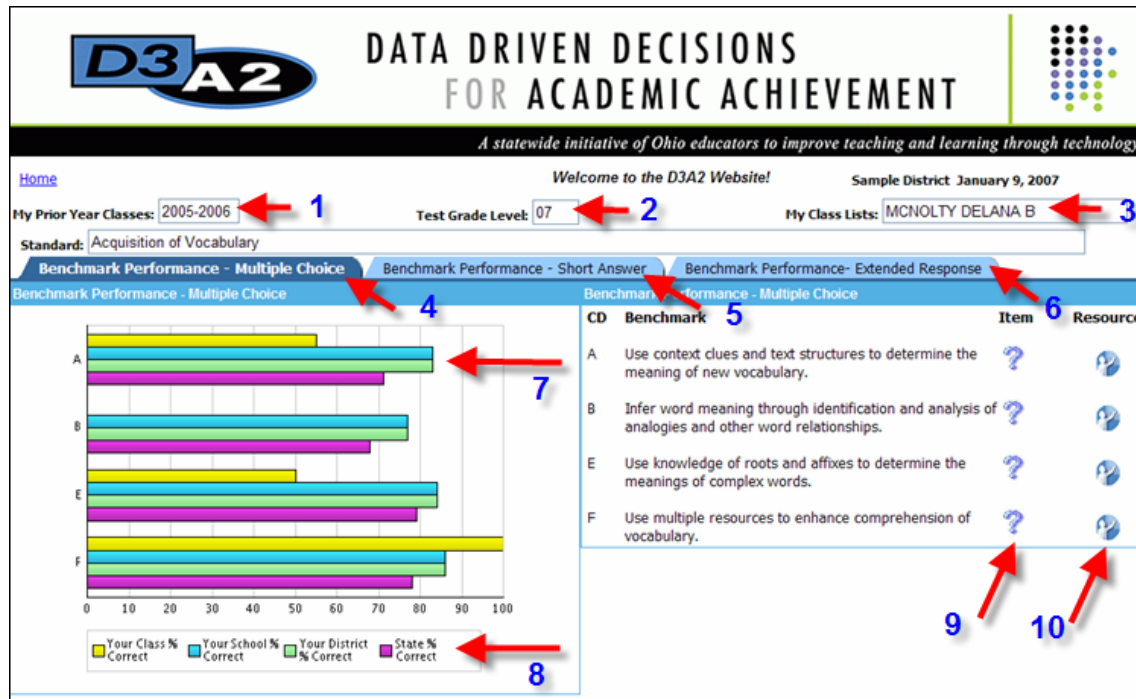 D3
A2
DATA DRIVEN DECISIONS
FOR ACADEMIC ACHIEVEMENT
A statewide initiative of Ohio educators to improve teaching and learning through technology
Home
Welcome to the D3A2 Website!
Sample District January 9, 2007
My Prior Year Classes: 2005-2006
1
Test Grade Level: 07
2
My Class Lists: MCNOLTY DELANA B
3
Standard: Acquisition of Vocabulary
Benchmark Performance - Multiple Choice
Benchmark Performance - Short Answer
Benchmark Performance- Extended Response
4
5
6
Benchmark Performance - Multiple Choice
A
B
E
F
0 10 20 30 40 50 60 70 80 90 100
7
Your Class % Correct
Your School % Correct
Your District % Correct
State % Correct
8
Benchmark Performance - Multiple Choice
CD Benchmark Item Resource
A Use context clues and text structures to determine the
meaning of new vocabulary.
B Infer word meaning through identification and analysis of
analogies and other word relationships.
E Use knowledge of roots and affixes to determine the
meanings of complex words.
F Use multiple resources to enhance comprehension of
vocabulary.
9
10